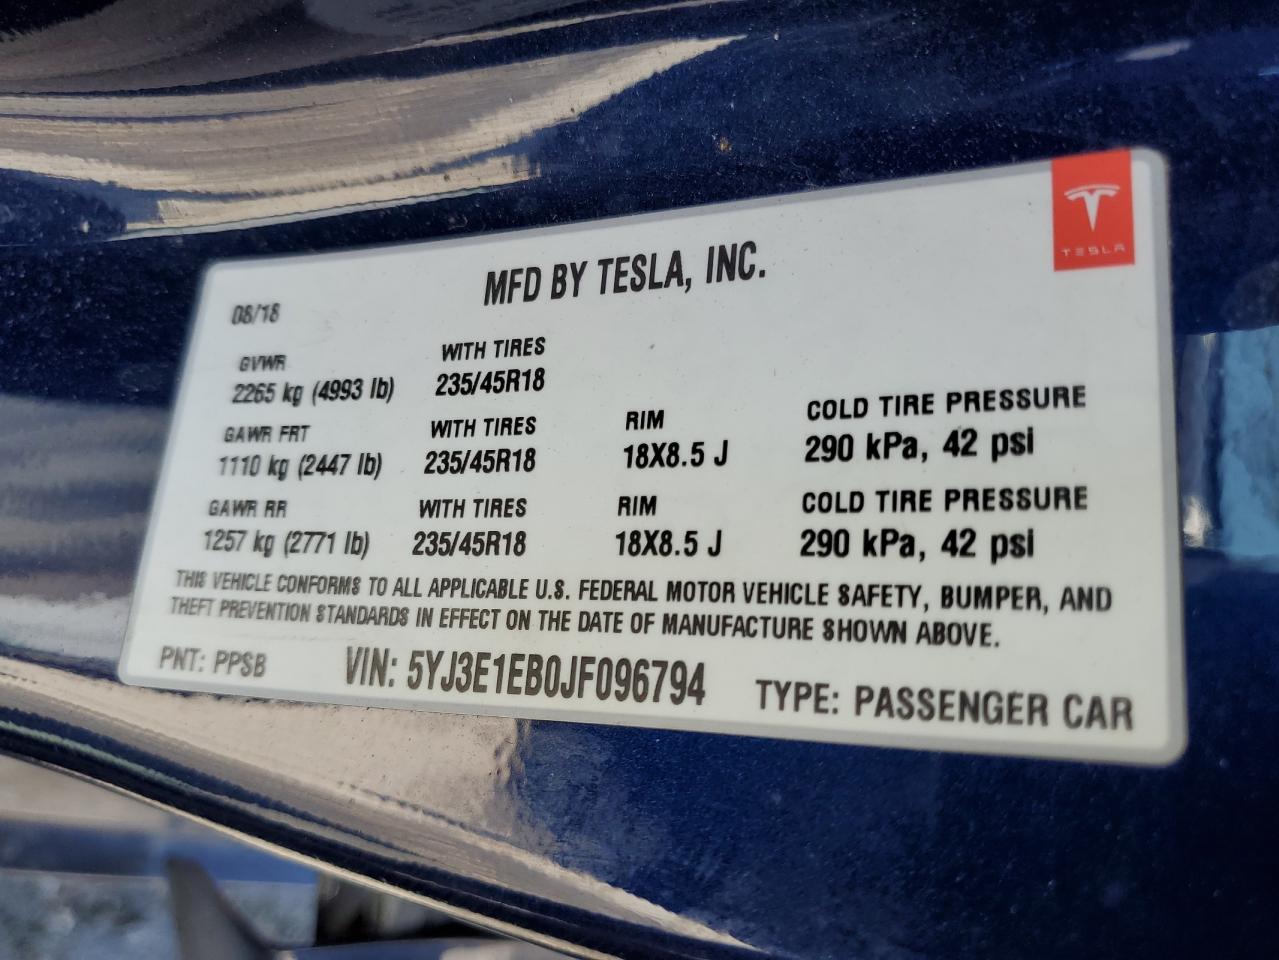 TESLA
MFD BY TESLA, INC.
08/18
GVWR WITH TIRES
2265 kg (4993 lb) 235/45R18
GAWR FRT WITH TIRES RIM COLD TIRE PRESSURE
1110 kg (2447 lb) 235/45R18 18X8.5 J 290 kPa, 42 psi
GAWR RR WITH TIRES RIM COLD TIRE PRESSURE
1257 kg (2771 lb) 235/45R18 18X8.5 J 290 kPa, 42 psi
THIS VEHICLE CONFORMS TO ALL APPLICABLE U.S. FEDERAL MOTOR VEHICLE SAFETY, BUMPER, AND
THEFT PREVENTION STANDARDS IN EFFECT ON THE DATE OF MANUFACTURE SHOWN ABOVE.
PNT: PPSB VIN: 5YJ3E1EB0JF096794 TYPE: PASSENGER CAR